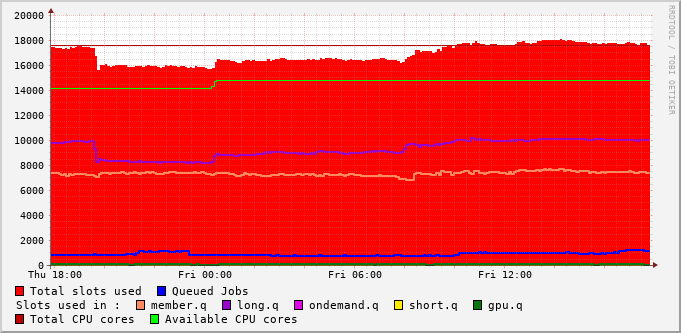 20000
18000
16000
14000
12000
10000
8000
6000
4000
2000
0
Thu 18:00 Fri 00:00 Fri 06:00 Fri 12:00
RRDTOOL / TOBI OETIKER
Total slots used Queued Jobs
Slots used in : member.q long.q ondemand.q short.q gpu.q
Total CPU cores Available CPU cores